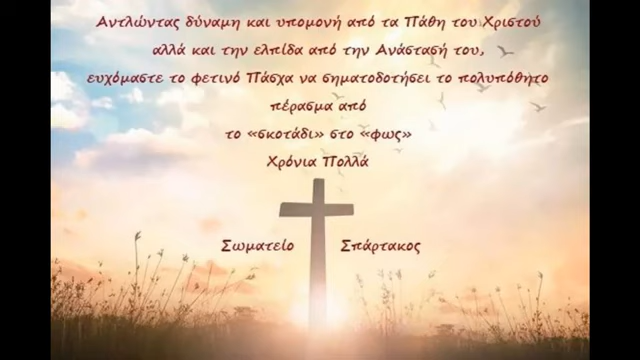 Αντλώντας δύναμη και υπομονή από τα Πάθη του Χριστού
αλλά και την ελπίδα από την Ανάστασή του,
ευχόμαστε το φετινό Πάσχα να σηματοδοτήσει το πολυπόθητο
πέρασμα από
το «σκοτάδι» στο «φως»
Χρόνια Πολλά
Σωματείο Σπάρτακος